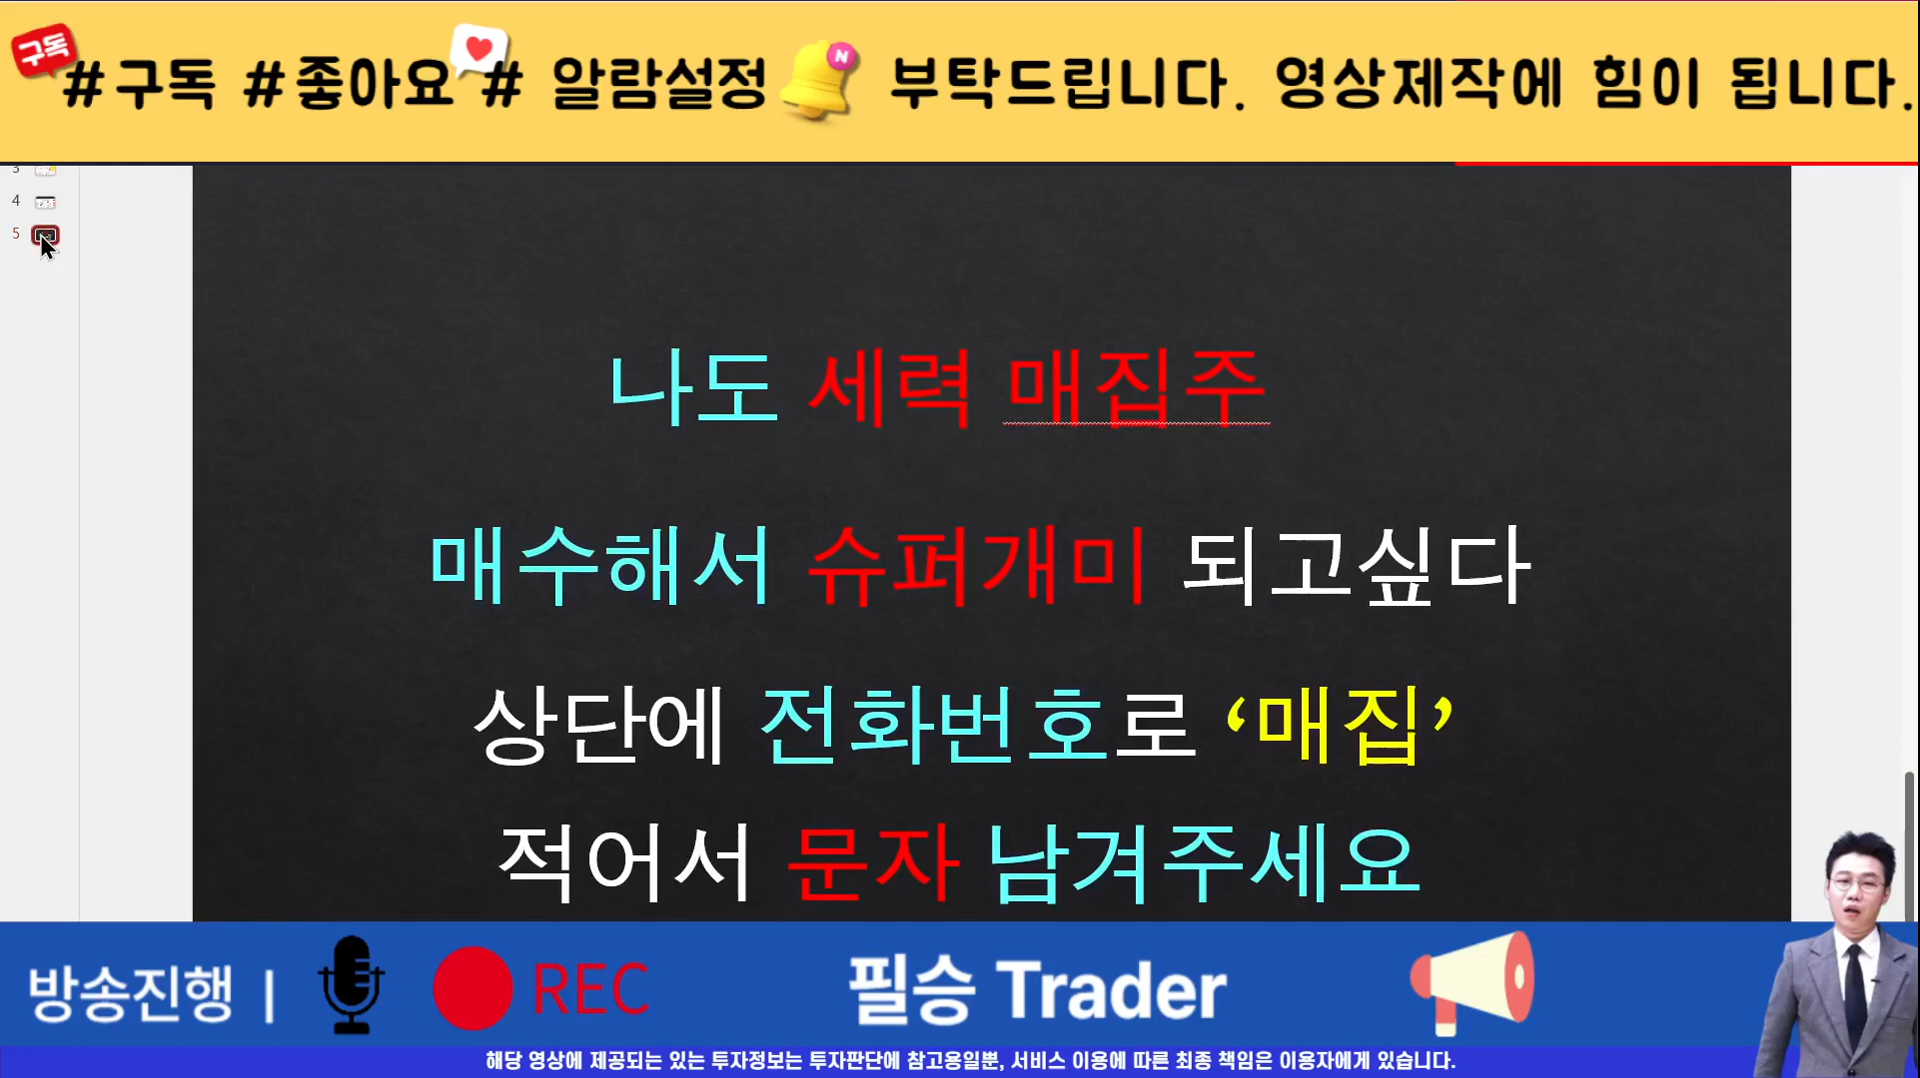 구독
#구독 #좋아요 # 알람설정 N 부탁드립니다. 영상제작에 힘이 됩니다.
3
4
5
나도 세력 매집주
매수해서 슈퍼개미 되고싶다
상단에 전화번호로 ‘매집’
적어서 문자 남겨주세요
방송진행 | REC 필승 Trader
해당 영상에 제공되는 있는 투자정보는 투자판단에 참고용일뿐, 서비스 이용에 따른 최종 책임은 이용자에게 있습니다.